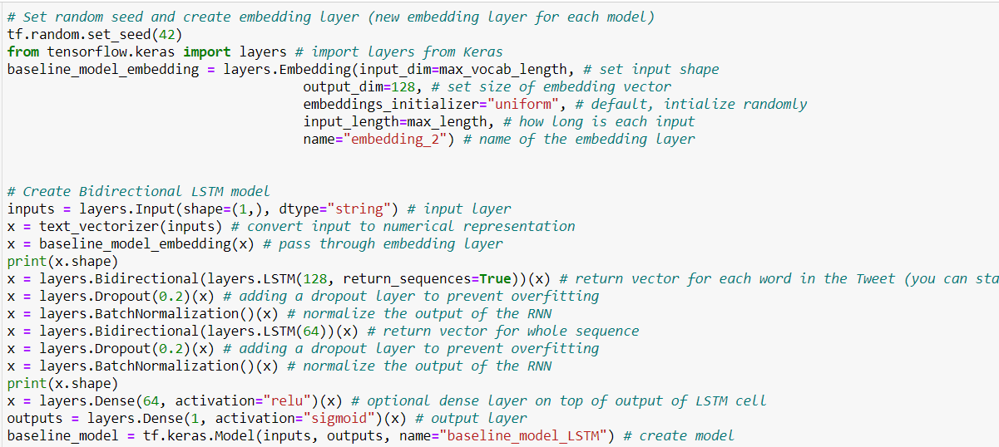 # Set random seed and create embedding layer (new embedding layer for each model)
tf.random.set_seed(42)
from tensorflow.keras import layers # import layers from Keras
baseline_model_embedding = layers.Embedding(input_dim=max_vocab_length, # set input shape
output_dim=128, # set size of embedding vector
embeddings_initializer="uniform", # default, intialize randomly
input_length=max_length, # how long is each input
name="embedding_2") # name of the embedding layer
# Create Bidirectional LSTM model
inputs = layers.Input(shape=(1,), dtype="string") # input layer
x = text_vectorizer(inputs) # convert input to numerical representation
x = baseline_model_embedding(x) # pass through embedding layer
print(x.shape)
x = layers.Bidirectional(layers.LSTM(128, return_sequences=True))(x) # return vector for each word in the Tweet (you can sta
x = layers.Dropout(0.2)(x) # adding a dropout layer to prevent overfitting
x = layers.BatchNormalization()(x) # normalize the output of the RNN
x = layers.Bidirectional(layers.LSTM(64))(x) # return vector for whole sequence
x = layers.Dropout(0.2)(x) # adding a dropout layer to prevent overfitting
x = layers.BatchNormalization()(x) # normalize the output of the RNN
print(x.shape)
x = layers.Dense(64, activation="relu")(x) # optional dense layer on top of output of LSTM cell
outputs = layers.Dense(1, activation="sigmoid")(x) # output layer
baseline_model = tf.keras.Model(inputs, outputs, name="baseline_model_LSTM") # create model